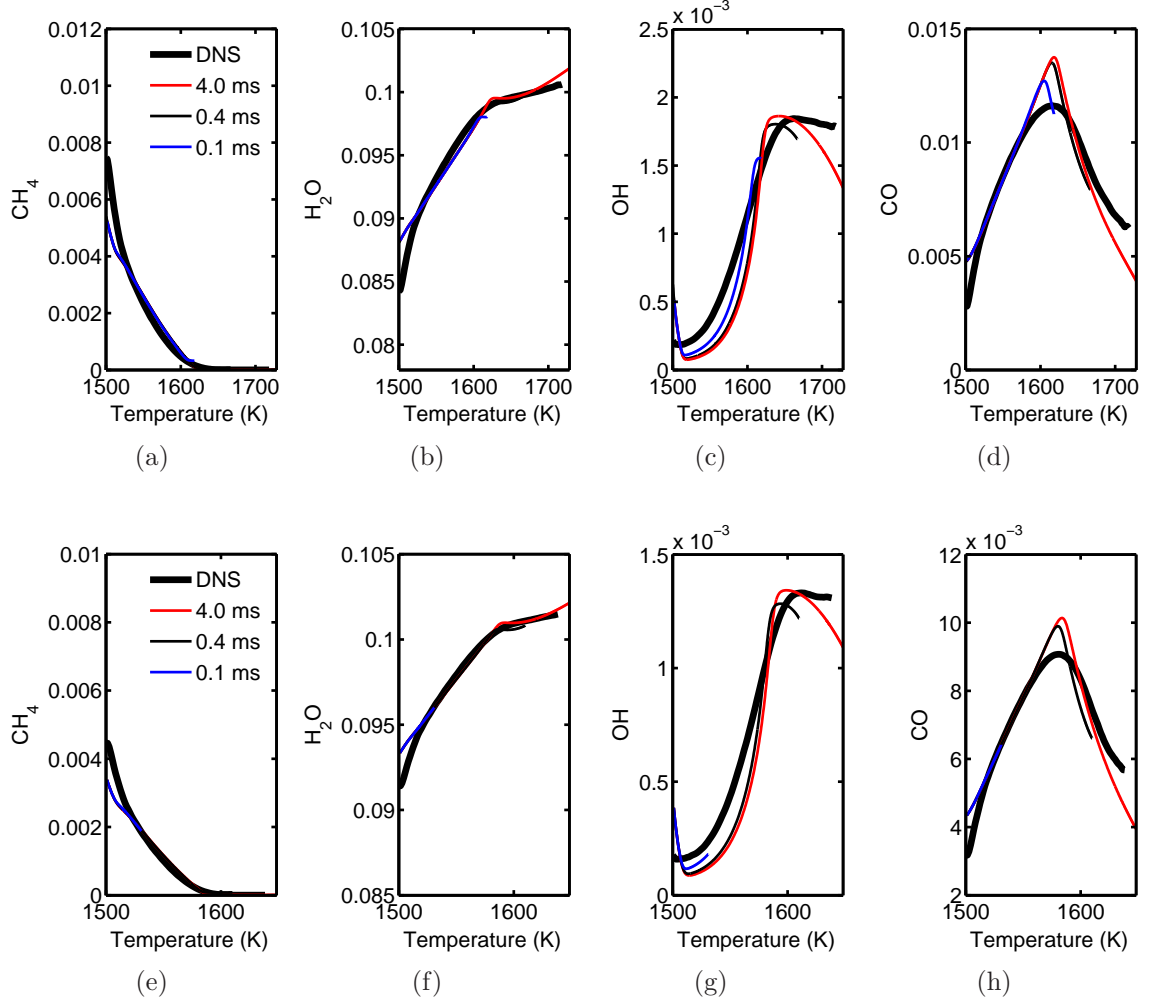 CH4
0.012
0.01
0.008
0.006
0.004
0.002
0
DNS
4.0 ms
0.4 ms
0.1 ms
1500 1600 1700
Temperature (K)
(a)
H2O
0.105
0.1
0.095
0.09
0.085
0.08
1500 1600 1700
Temperature (K)
(b)
x 10−3
OH
2.5
2
1.5
1
0.5
0
1500 1600 1700
Temperature (K)
(c)
CO
0.015
0.01
0.005
0
1500 1600 1700
Temperature (K)
(d)
CH4
0.01
0.008
0.006
0.004
0.002
0
DNS
4.0 ms
0.4 ms
0.1 ms
1500 1600
Temperature (K)
(e)
H2O
0.105
0.1
0.095
0.09
0.085
1500 1600
Temperature (K)
(f)
x 10−3
OH
1.5
1
0.5
0
1500 1600
Temperature (K)
(g)
x 10−3
CO
12
10
8
6
4
2
1500 1600
Temperature (K)
(h)